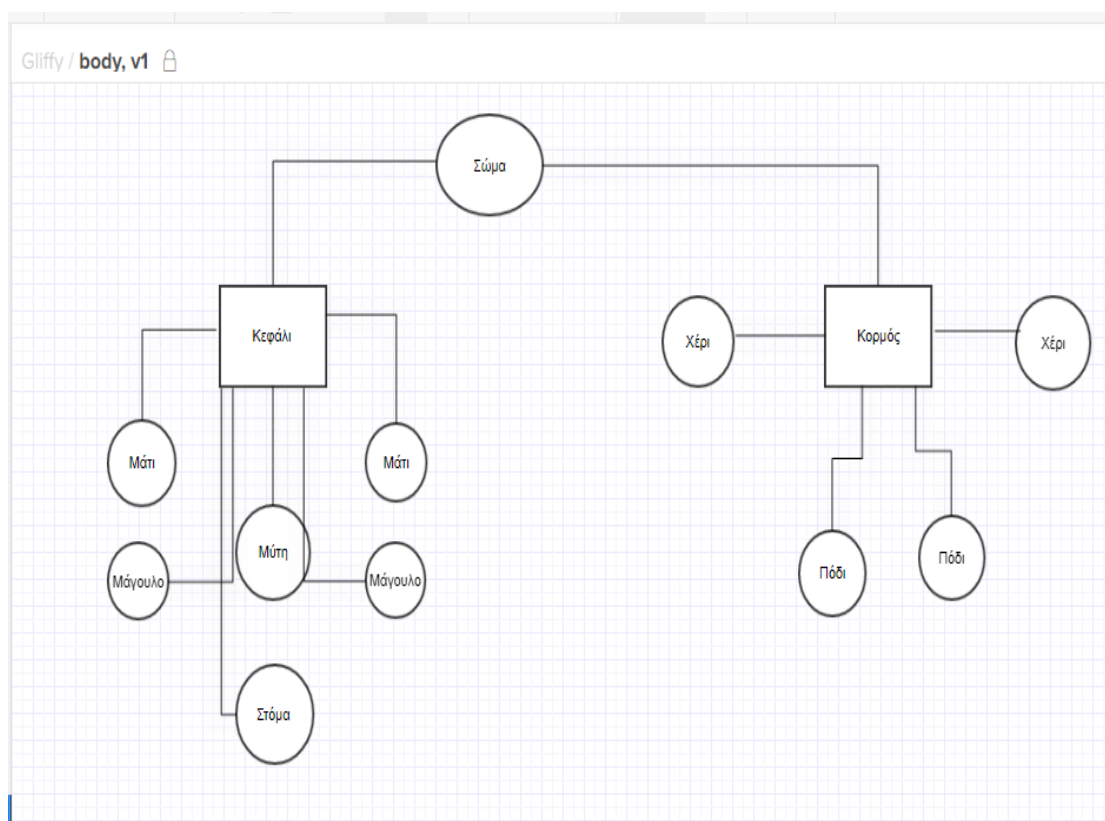 Gliffy / body, v1
Σώμα
Κεφάλι
Χέρι
Κορμός
Χέρι
Μάτι
Μάτι
Μύτη
Μάγουλο
Μάγουλο
Πόδι
Πόδι
Στόμα